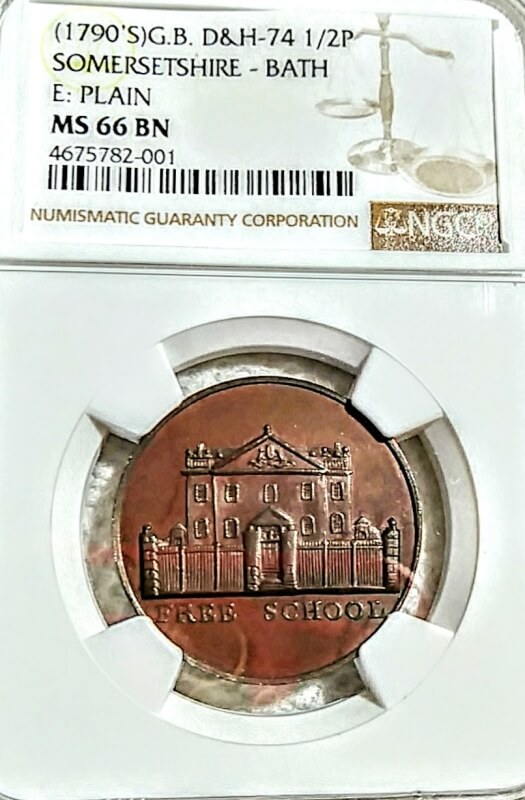 (1790'S)G.B. D&H-74 1/2P
SOMERSETSHIRE - BATH
E: PLAIN
MS 66 BN
4675782-001
NUMISMATIC GUARANTY CORPORATION
NGC
FREE SCHOOL